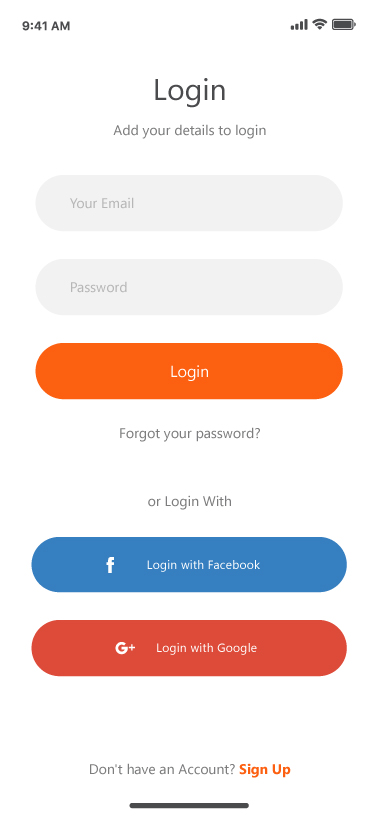 9:41 AM
Login
Add your details to login
Your Email
Password
Login
Forgot your password?
or Login With
f Login with Facebook
G+ Login with Google
Don't have an Account? Sign Up